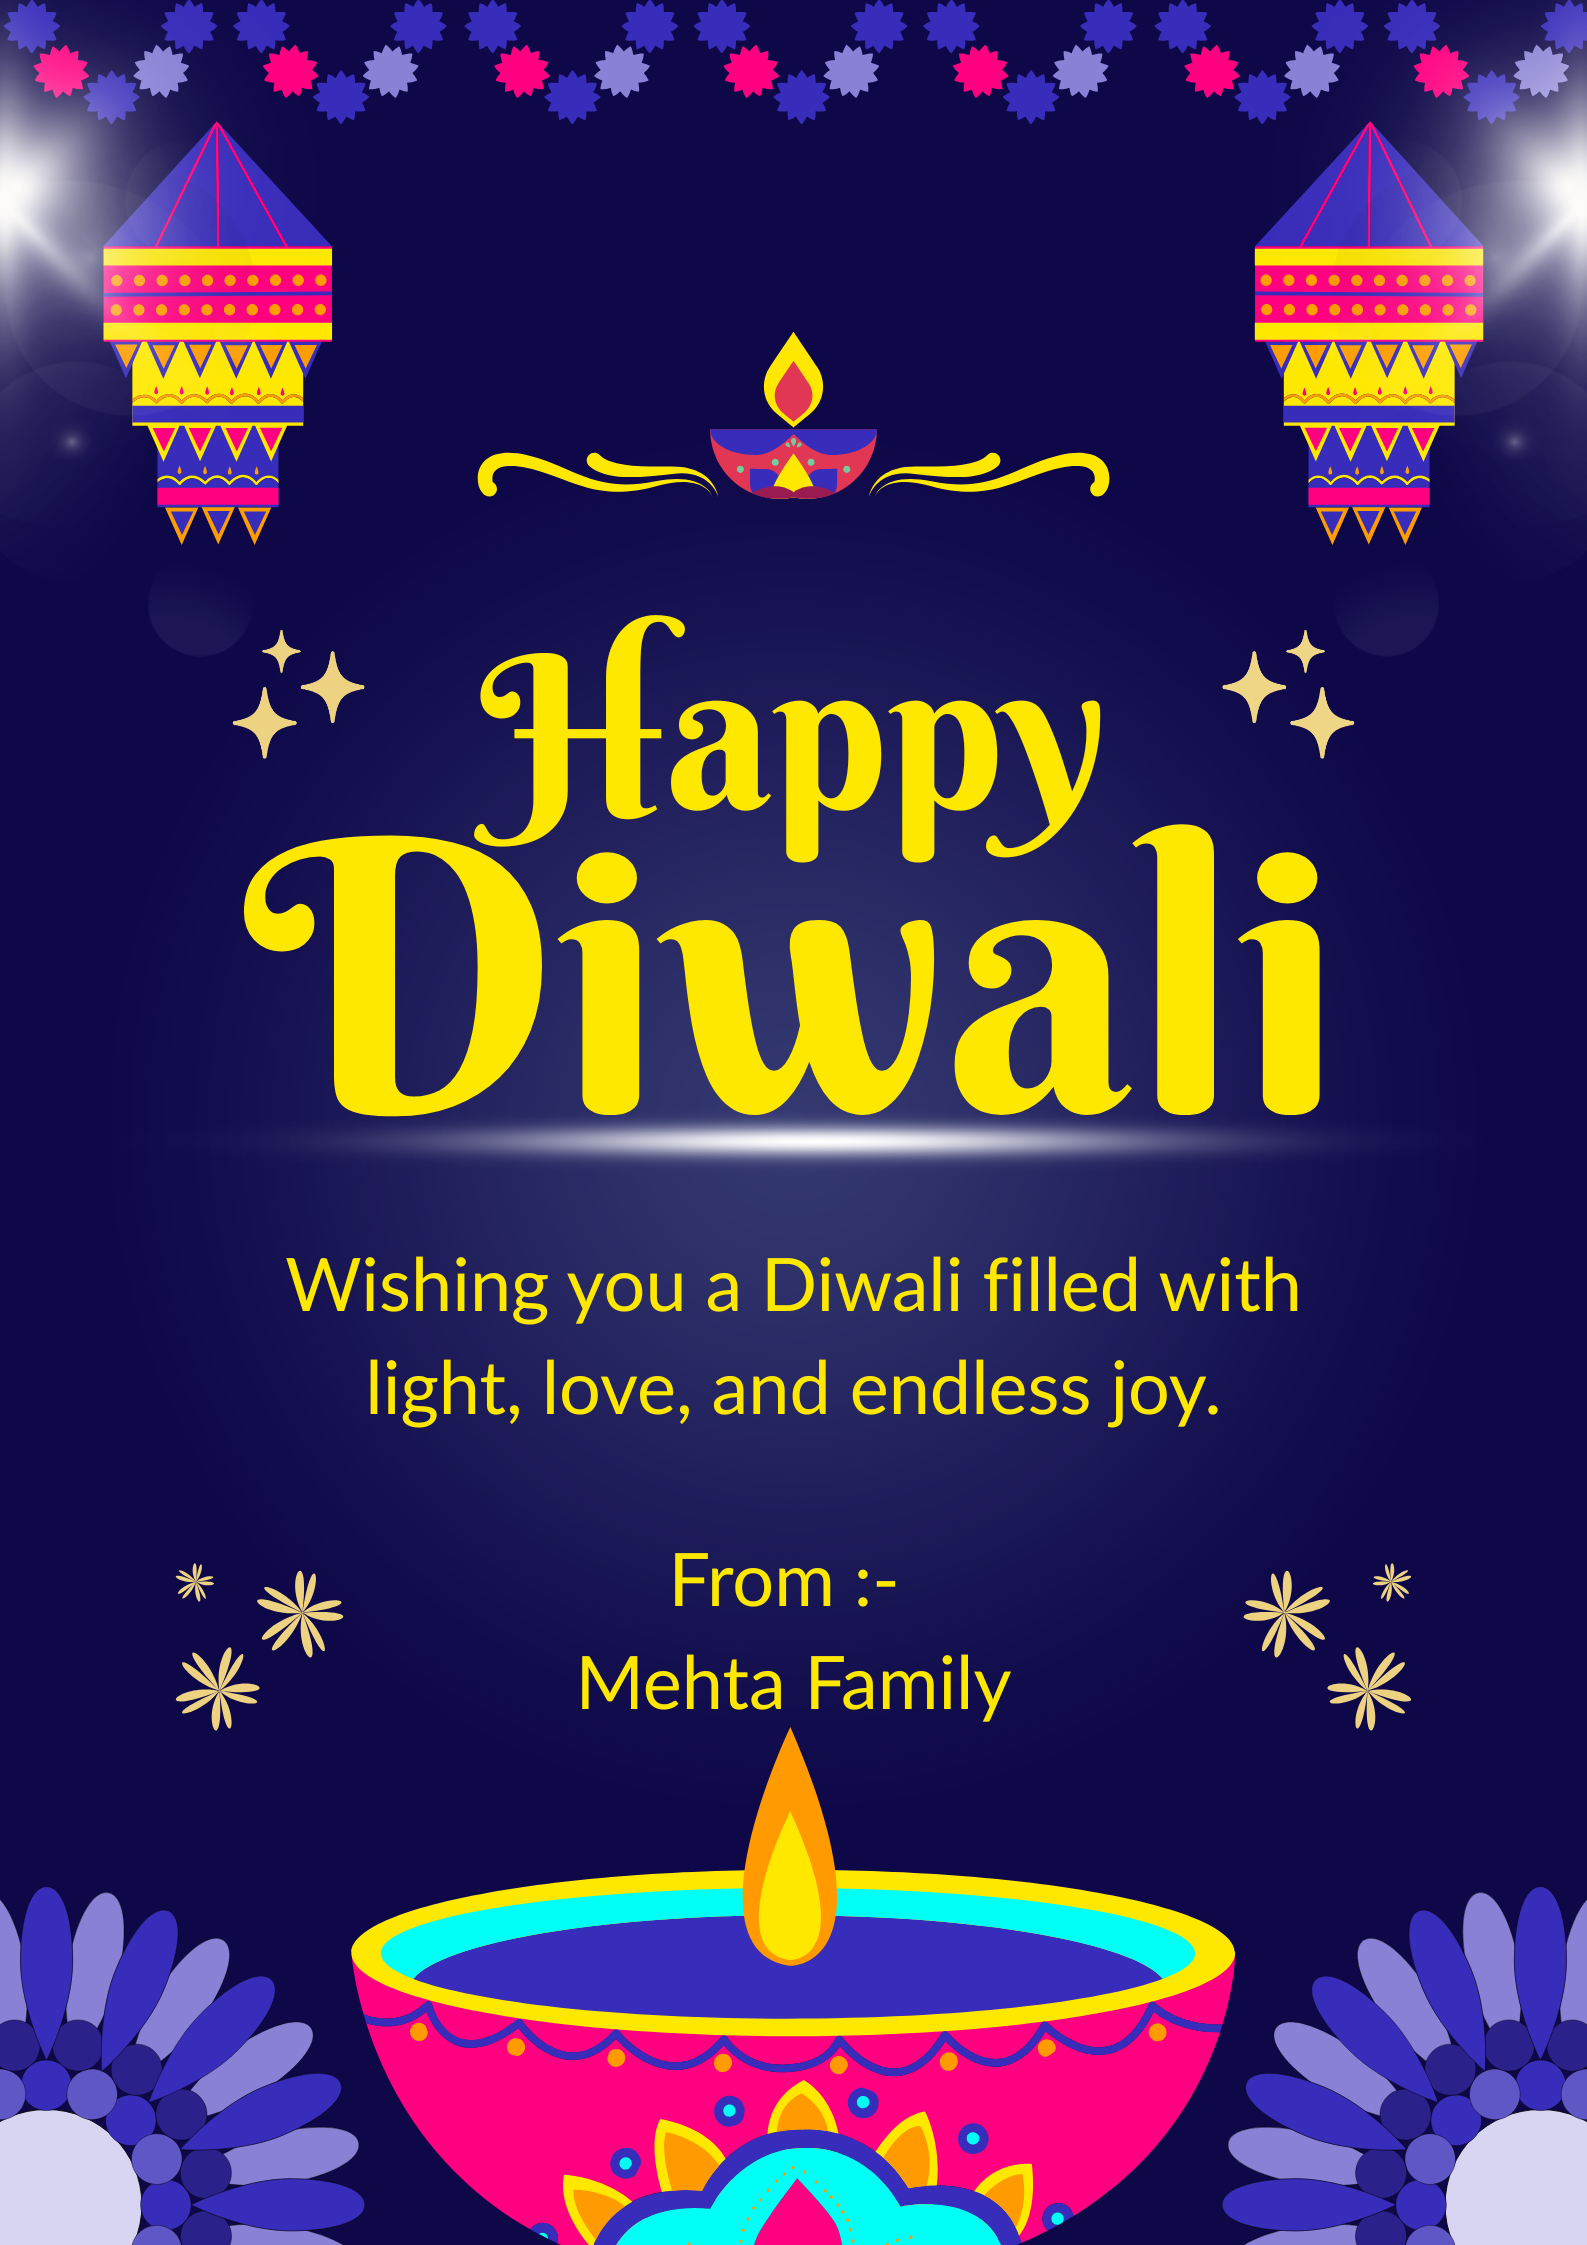 Happy
Diwali
Wishing you a Diwali filled with
light, love, and endless joy.
From :-
Mehta Family